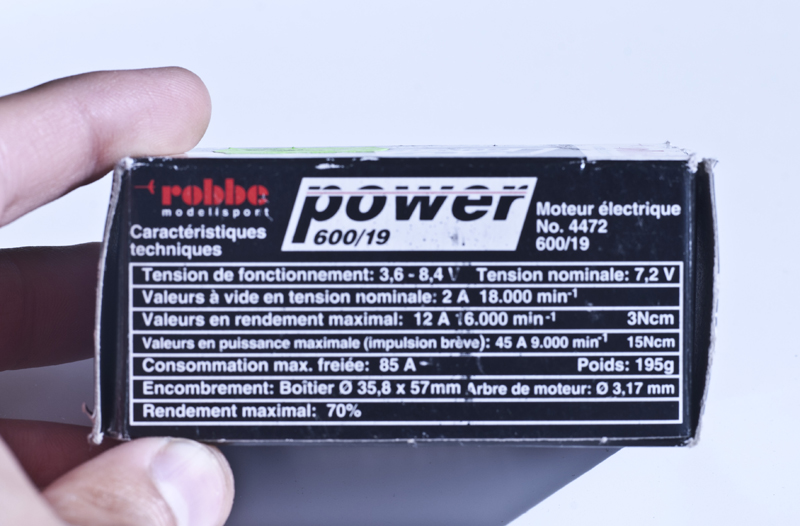 robbe
modelisport
power
600/19
Moteur électrique
No. 4472
600/19
Caractéristiques
techniques
Tension de fonctionnement: 3,6 - 8,4 V Tension nominale: 7,2 V
Valeurs à vide en tension nominale: 2 A 18.000 min-1
Valeurs en rendement maximal: 12 A 6.000 min-1 3Ncm
Valeurs en puissance maximale (impulsion brève): 45 A 9.000 min-1 15Ncm
Consommation max. freiée: 85 A Poids: 195g
Encombrement: Boîtier Ø 35,8 x 57mm Arbre de moteur: Ø 3,17 mm
Rendement maximal: 70%